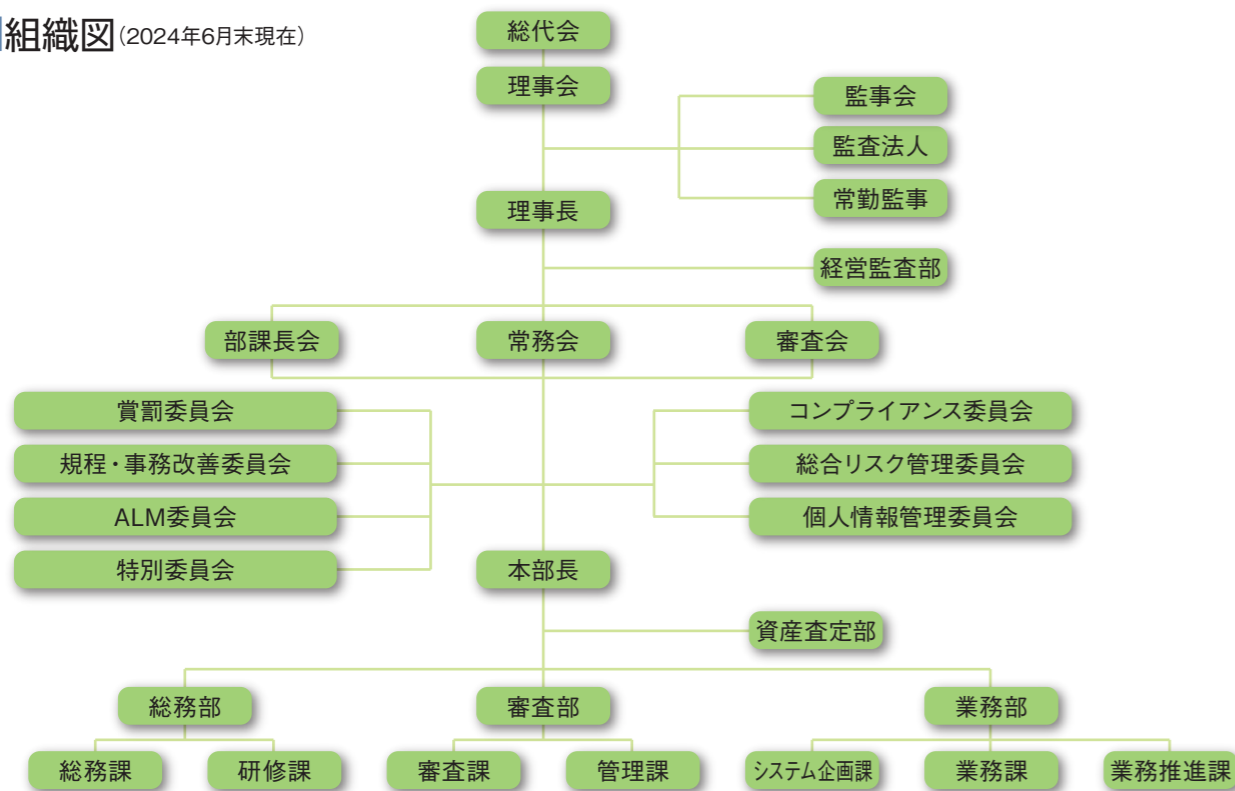 組織図(2024年6月末現在)
総代会
理事会
監事会
監査法人
常勤監事
理事長
経営監査部
部課長会 常務会 審査会
賞罰委員会 コンプライアンス委員会
規程・事務改善委員会 総合リスク管理委員会
ALM委員会 個人情報管理委員会
特別委員会 本部長
資産査定部
総務部 審査部 業務部
総務課 研修課 審査課 管理課 システム企画課 業務課 業務推進課